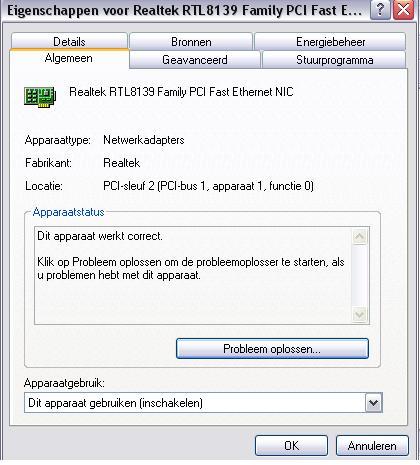 Eigenschappen voor Realtek RTL8139 Family PCI Fast E...
Details
Bronnen
Energiebeheer
Algemeen
Geavanceerd
Stuurprogramma
Realtek RTL8139 Family PCI Fast Ethernet NIC
Apparaattype: Netwerkadapters
Fabrikant: Realtek
Locatie: PCI-sleuf 2 (PCI-bus 1, apparaat 1, functie 0)
Apparaatstatus
Dit apparaat werkt correct.
Klik op Probleem oplossen om de probleemoplosser te starten, als
u problemen hebt met dit apparaat.
Probleem oplossen...
Apparaatgebruik:
Dit apparaat gebruiken (inschakelen)
OK
Annuleren